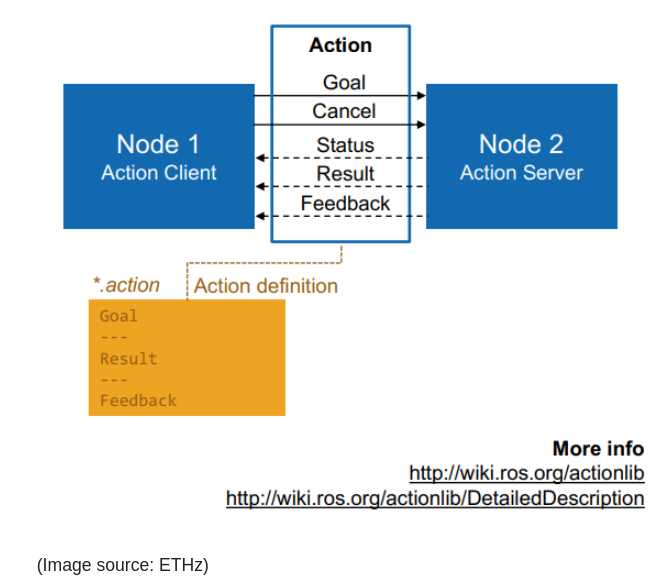 Action
Goal
Cancel
Status
Result
Feedback
Node 1
Action Client
Node 2
Action Server
*.action
Action definition
Goal
---
Result
---
Feedback
More info
http://wiki.ros.org/actionlib
http://wiki.ros.org/actionlib/DetailedDescription
(Image source: ETHz)